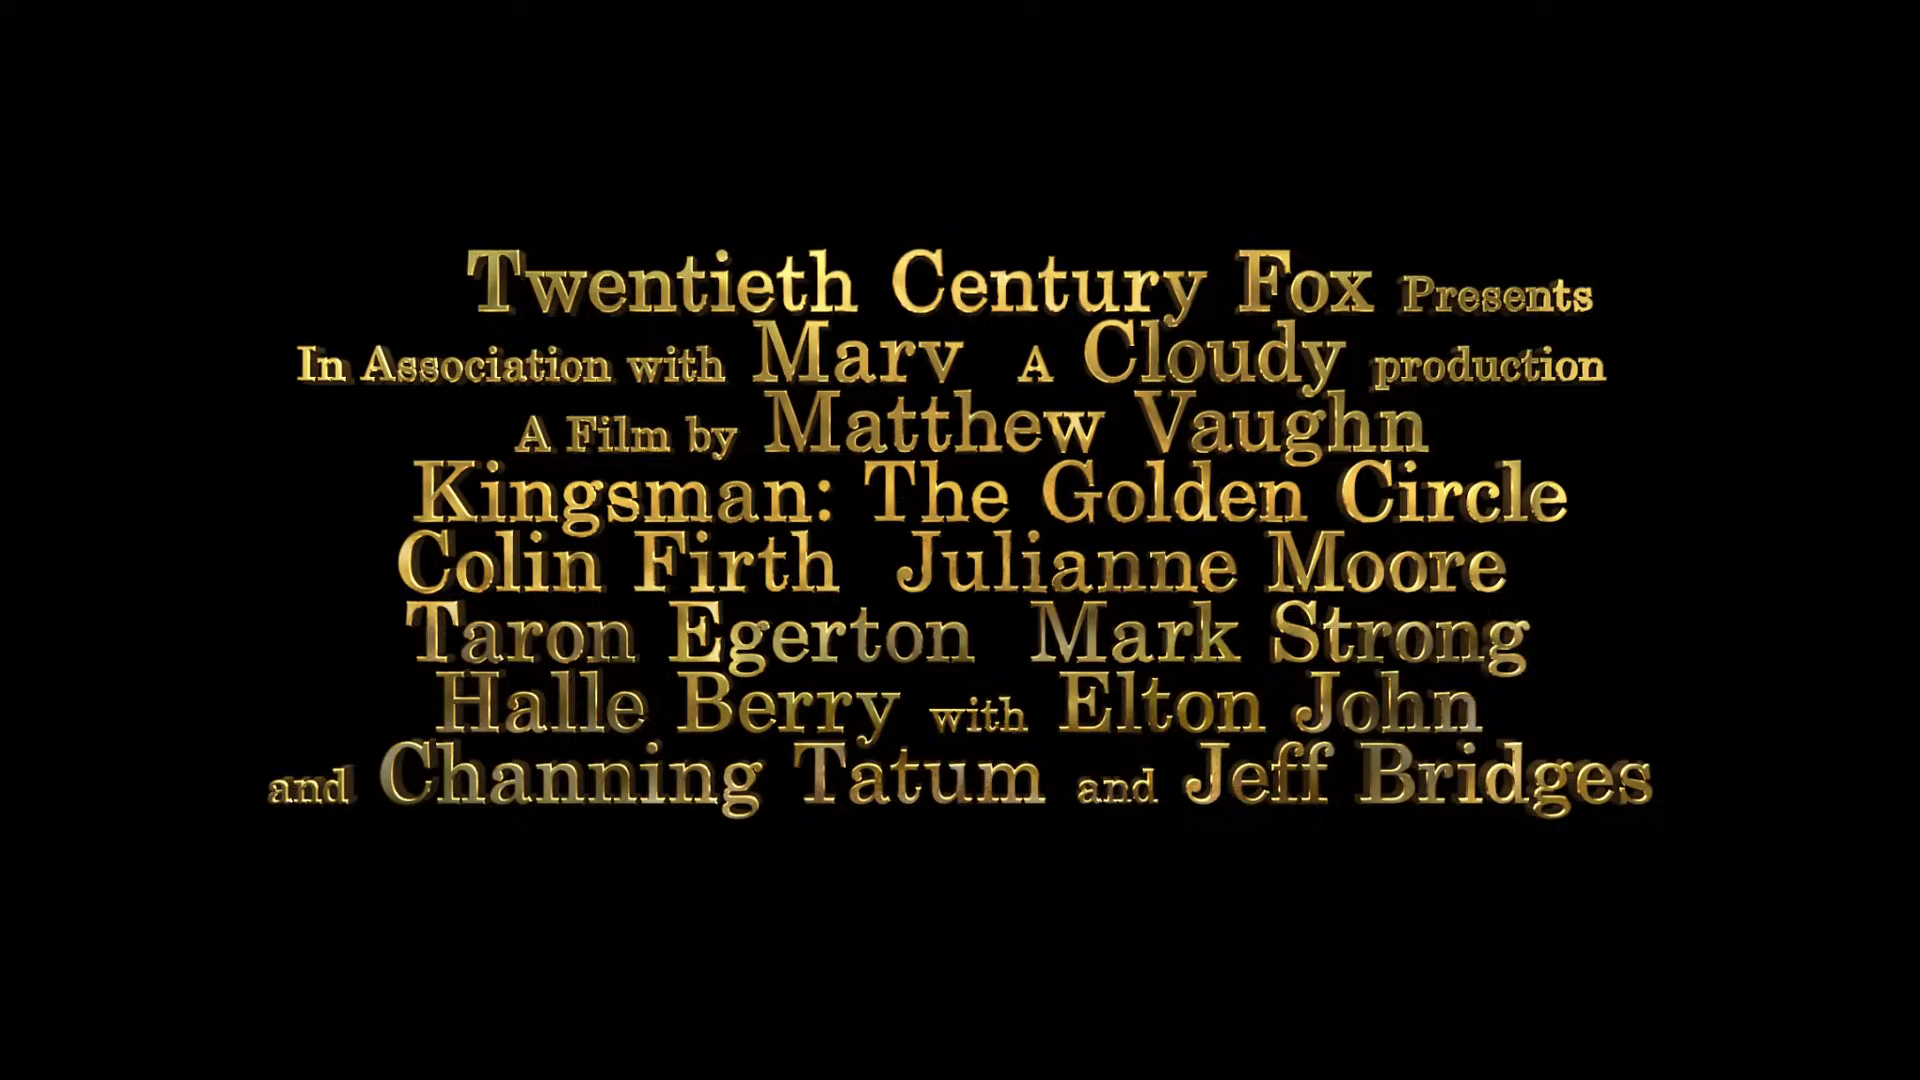 Twentieth Century Fox Presents
In Association with Marv A Cloudy production
A Film by Matthew Vaughn
Kingsman: The Golden Circle
Colin Firth Julianne Moore
Taron Egerton Mark Strong
Halle Berry with Elton John
and Channing Tatum and Jeff Bridges